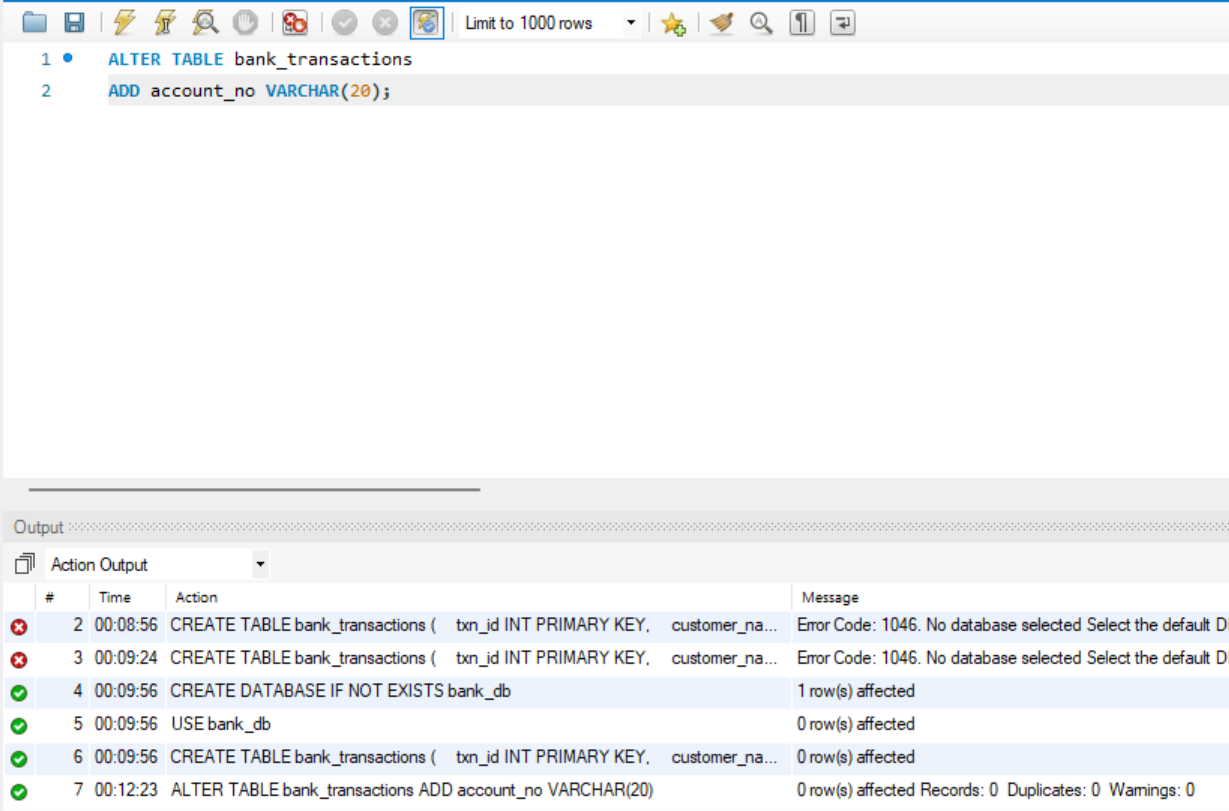 Limit to 1000 rows
1 ALTER TABLE bank_transactions
2 ADD account_no VARCHAR(20);
Output
Action Output
# Time Action Message
2 00:08:56 CREATE TABLE bank_transactions ( txn_id INT PRIMARY KEY, customer_na... Error Code: 1046. No database selected Select the default D
3 00:09:24 CREATE TABLE bank_transactions ( txn_id INT PRIMARY KEY, customer_na... Error Code: 1046. No database selected Select the default D
4 00:09:56 CREATE DATABASE IF NOT EXISTS bank_db 1 row(s) affected
5 00:09:56 USE bank_db 0 row(s) affected
6 00:09:56 CREATE TABLE bank_transactions ( txn_id INT PRIMARY KEY, customer_na... 0 row(s) affected
7 00:12:23 ALTER TABLE bank_transactions ADD account_no VARCHAR(20) 0 row(s) affected Records: 0 Duplicates: 0 Warnings: 0